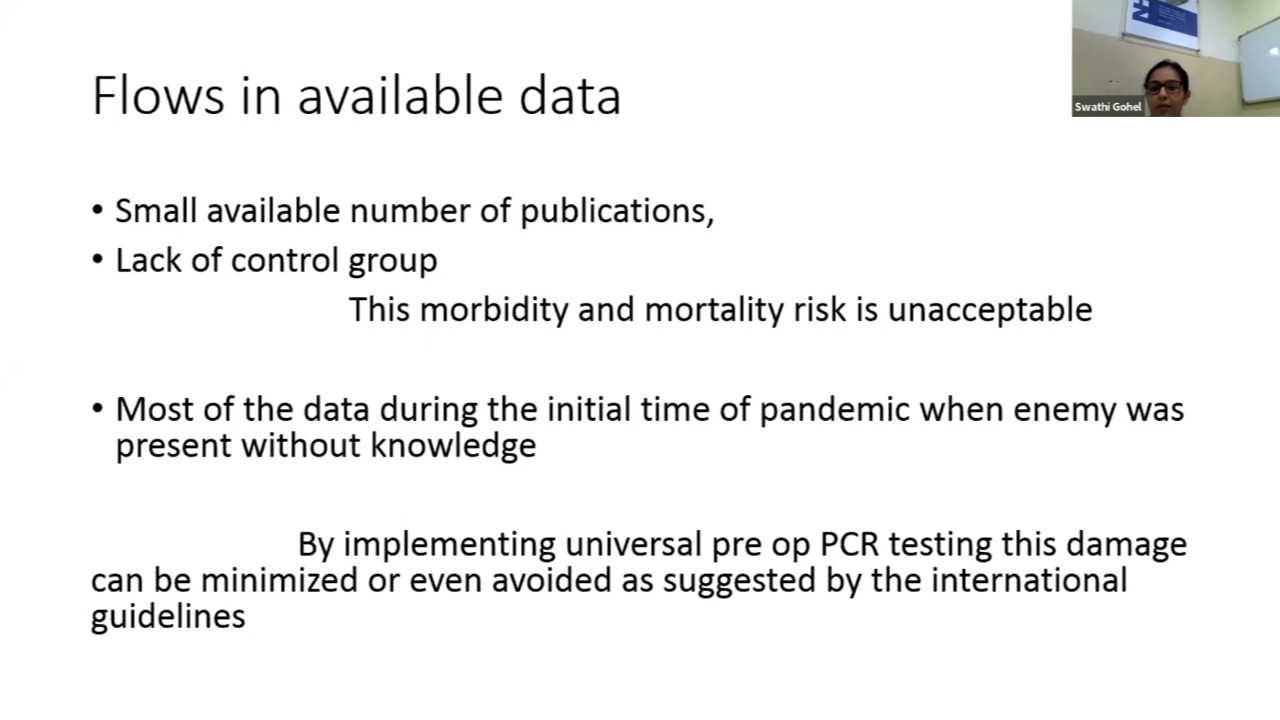 Flows in available data
Swathi Gohel
• Small available number of publications,
• Lack of control group
This morbidity and mortality risk is unacceptable
• Most of the data during the initial time of pandemic when enemy was
present without knowledge
By implementing universal pre op PCR testing this damage
can be minimized or even avoided as suggested by the international
guidelines